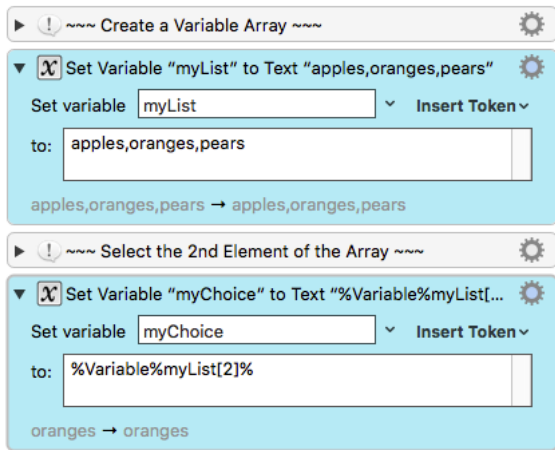 ~~~ Create a Variable Array ~~~
Set Variable “myList” to Text “apples,oranges,pears”
Set variable myList Insert Token
to: apples,oranges,pears
apples,oranges,pears → apples,oranges,pears
~~~ Select the 2nd Element of the Array ~~~
Set Variable “myChoice” to Text “%Variable%myList[...
Set variable myChoice Insert Token
to: %Variable%myList[2]%
oranges → oranges